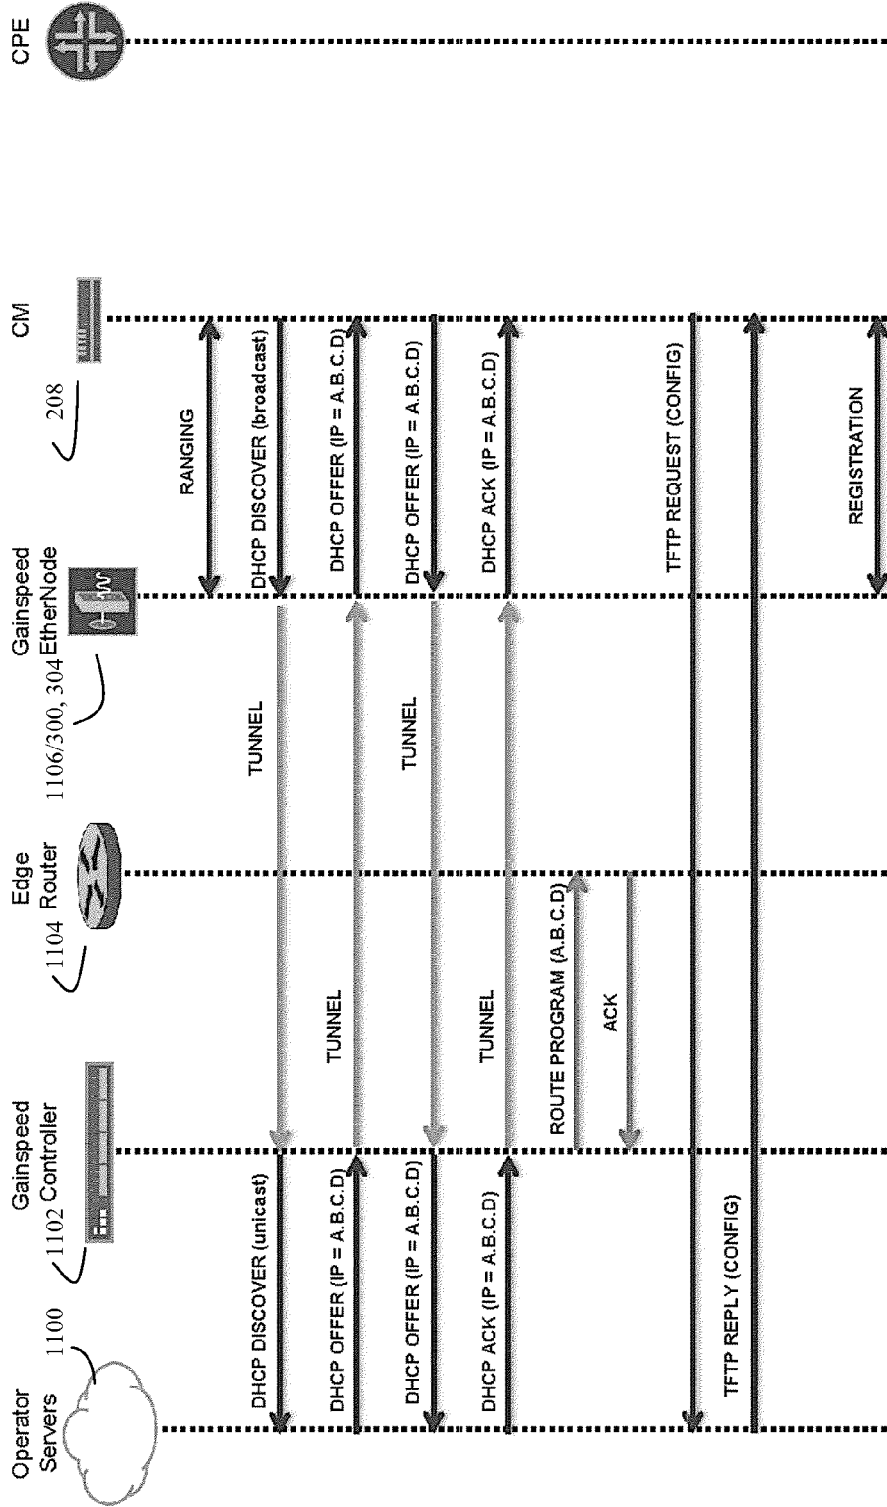 Operator
Servers
1100
Gainspeed
Controller
1102
Edge
Router
1104
Gainspeed
EtherNode
1106/300, 304
CM
208
CPE
RANGING
DHCP DISCOVER (unicast)
TUNNEL
DHCP DISCOVER (broadcast)
DHCP OFFER (IP = A.B.C.D)
TUNNEL
DHCP OFFER (IP = A.B.C.D)
DHCP OFFER (IP = A.B.C.D)
TUNNEL
DHCP OFFER (IP = A.B.C.D)
DHCP ACK (IP = A.B.C.D)
TUNNEL
DHCP ACK (IP = A.B.C.D)
ROUTE PROGRAM (A.B.C.D)
ACK
TFTP REQUEST (CONFIG)
TFTP REPLY (CONFIG)
REGISTRATION